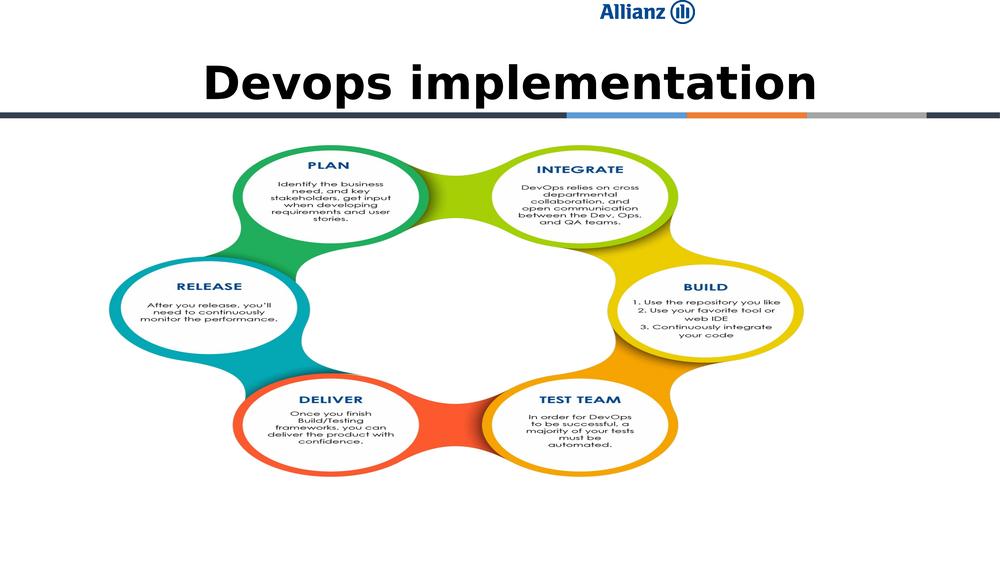 Allianz
Devops implementation
PLAN
Identify the business
need, and key
stakeholders, get input
when developing
requirements and user
stories.
INTEGRATE
DevOps relies on cross
departmental
collaboration, and
open communication
between the Dev, Ops,
and QA teams.
RELEASE
After you release, you'll
need to continuously
monitor the performance.
BUILD
1. Use the repository you like
2. Use your favorite tool or
web IDE
3. Continuously integrate
your code
DELIVER
Once you finish
Build/Testing
frameworks, you can
deliver the product with
confidence.
TEST TEAM
In order for DevOps
to be successful, a
majority of your tests
must be
automated.